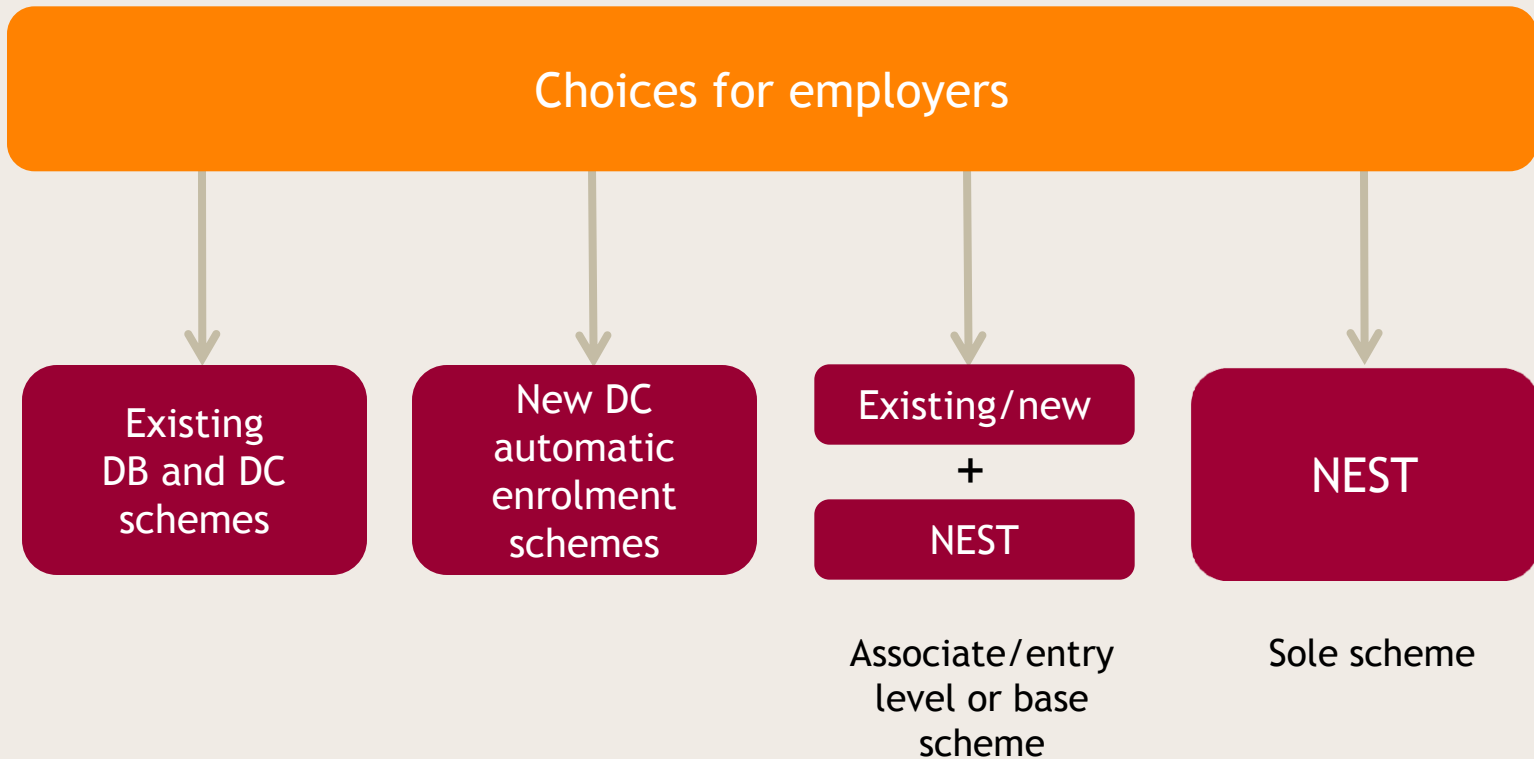 Choices for employers
Existing
DB and DC
schemes
New DC
automatic
enrolment
schemes
Existing/new
+
NEST
Associate/entry
level or base
scheme
NEST
Sole scheme